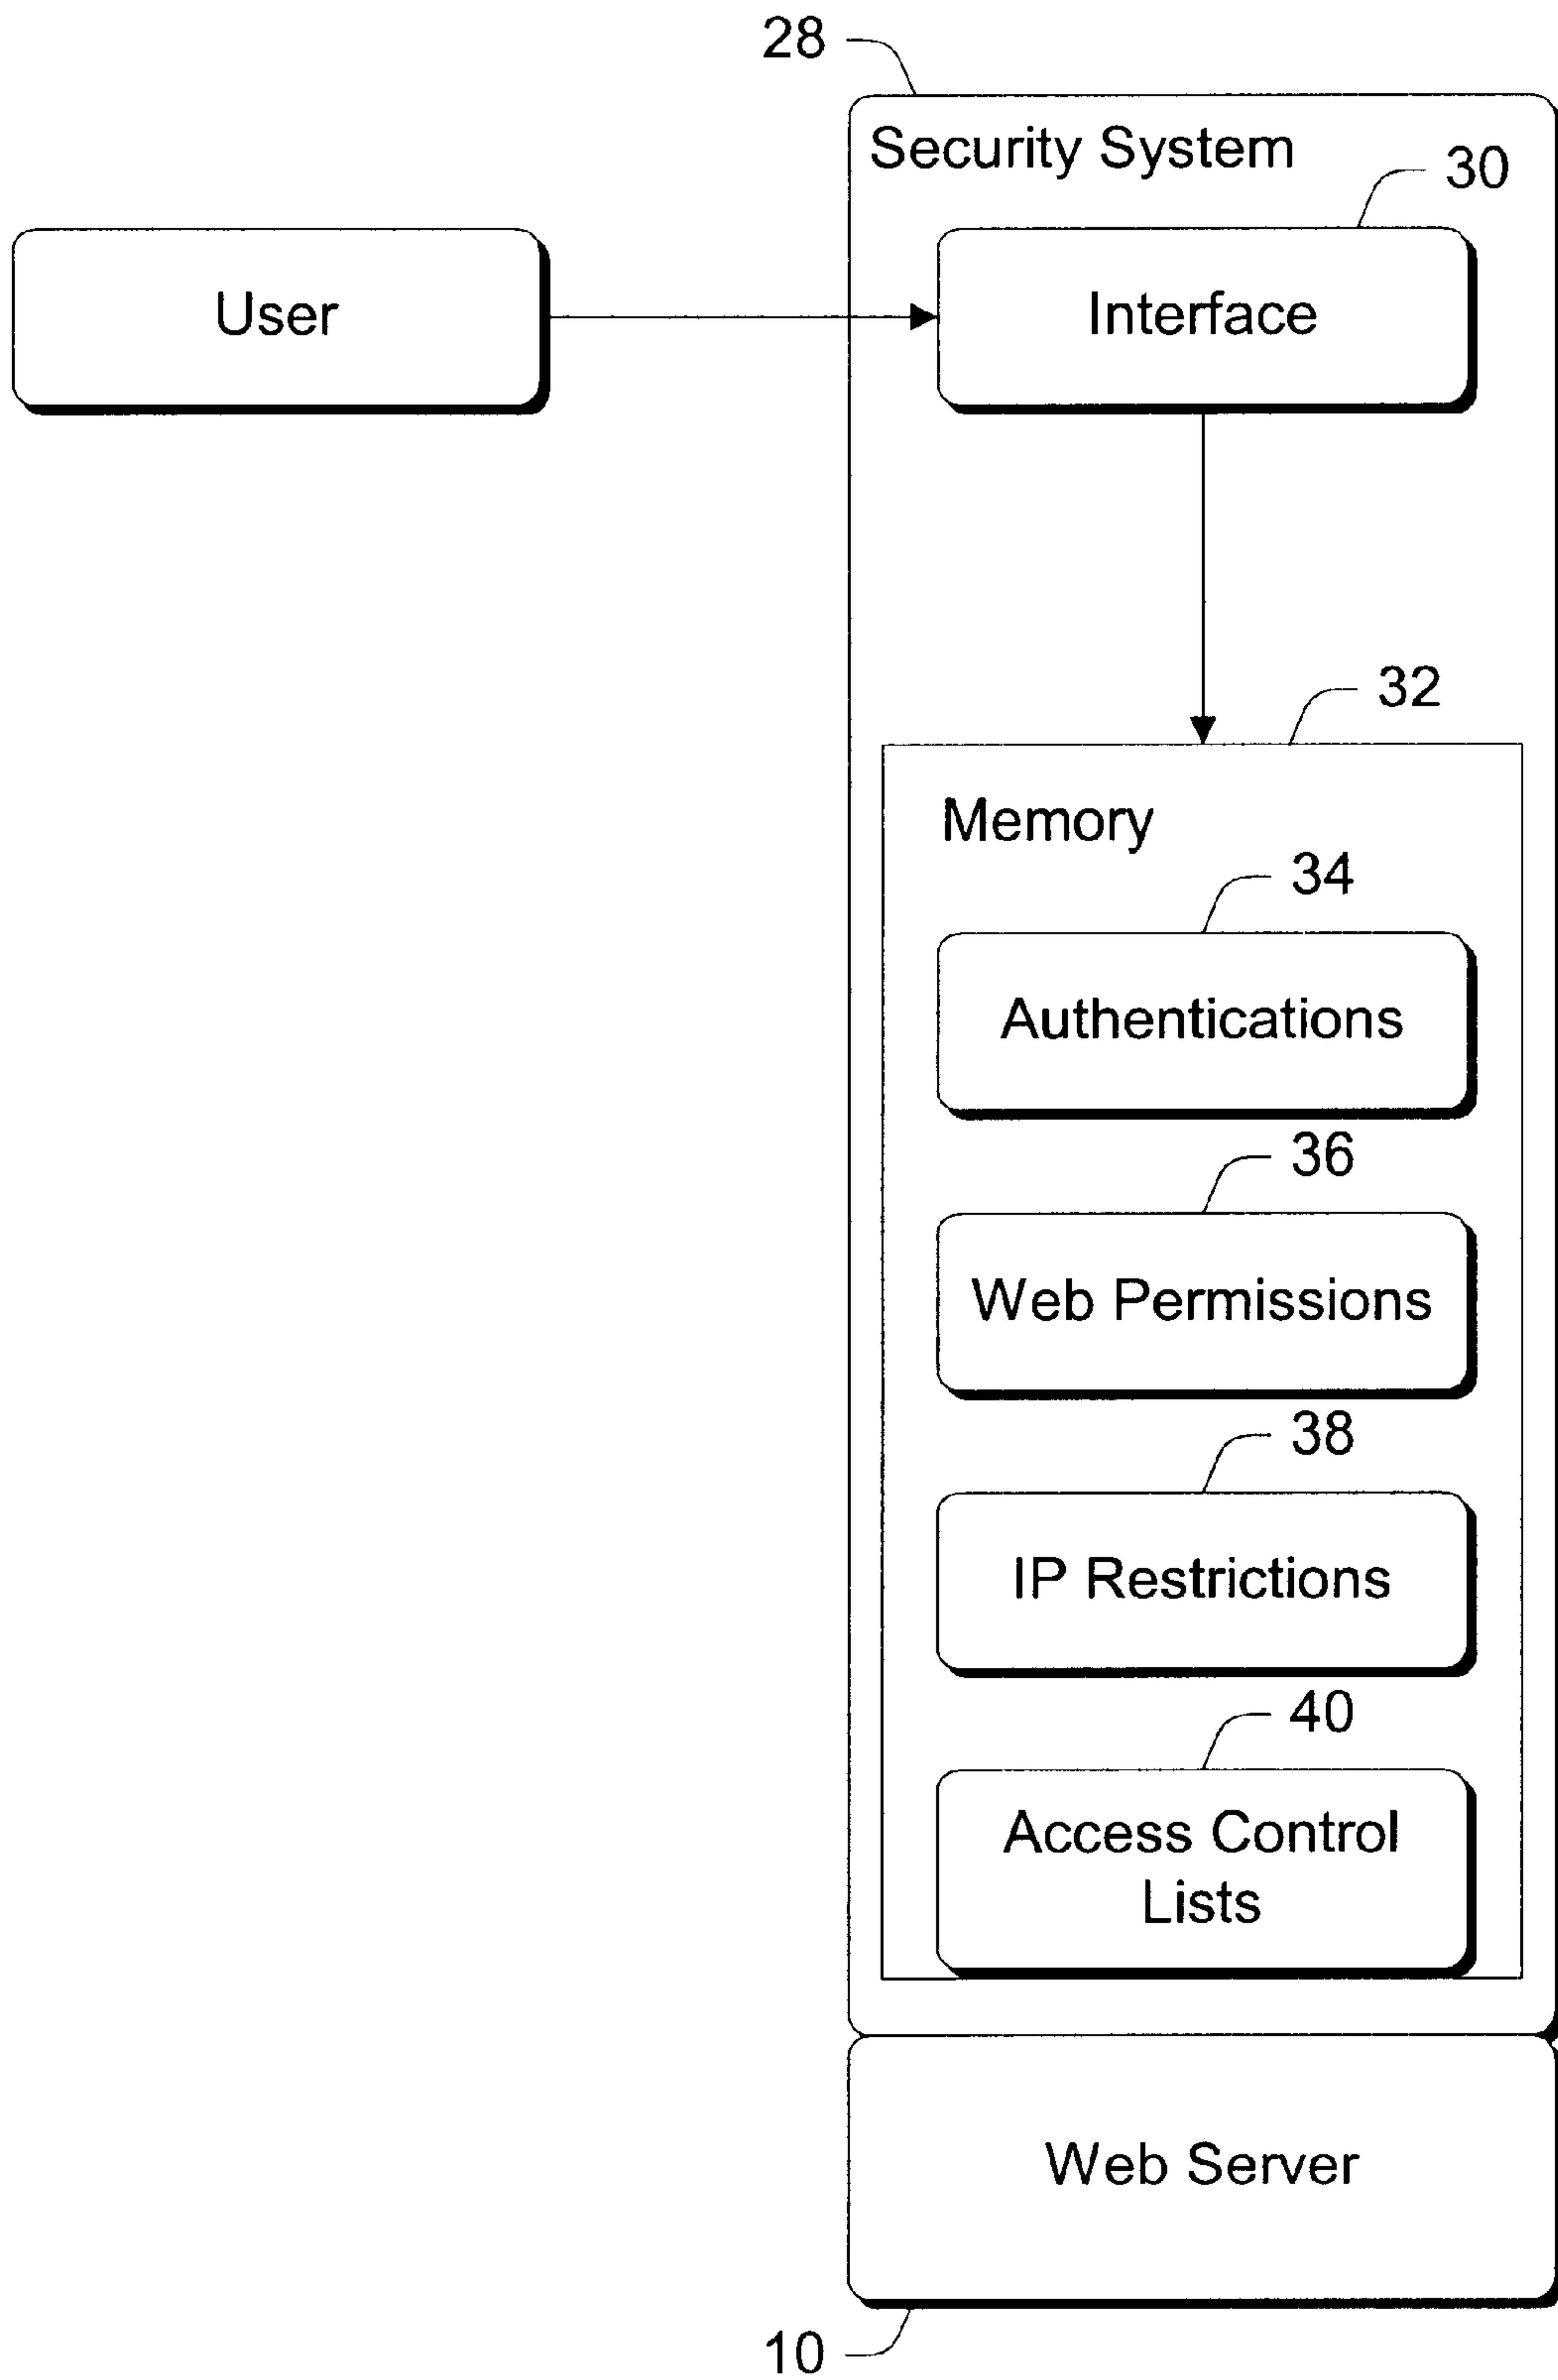 28
Security System
30
User
Interface
32
Memory
34
Authentications
36
Web Permissions
38
IP Restrictions
40
Access Control
Lists
Web Server
10